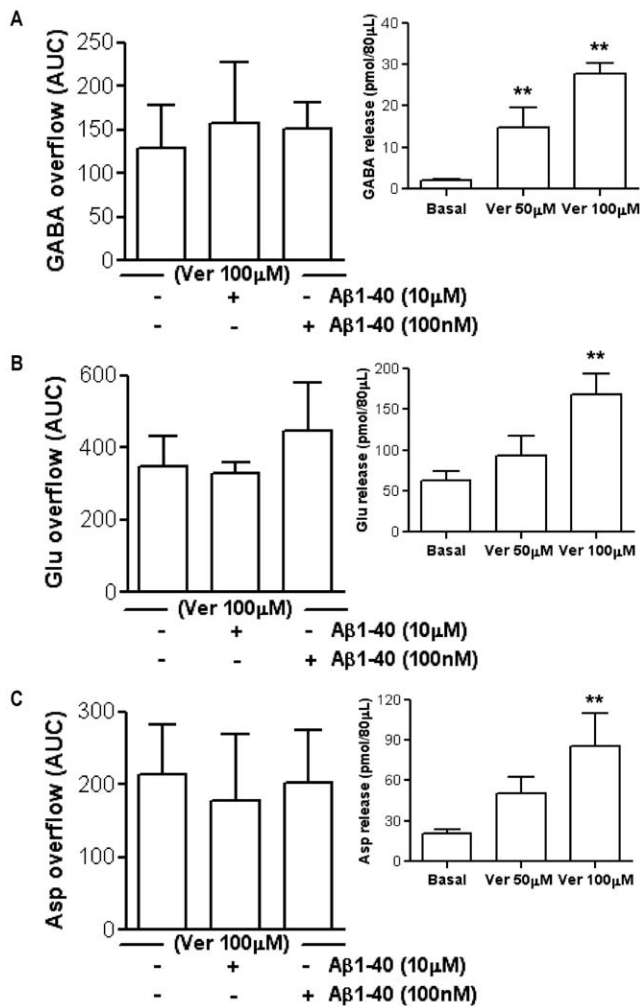 A
GABA overflow (AUC)
250
200
150
100
50
0
(Ver 100µM)
- + - Aβ1-40 (10µM)
- - + Aβ1-40 (100nM)
GABA release (pmol/80µL)
40
30
20
10
0
**
**
Basal Ver 50µM Ver 100µM
B
Glu overflow (AUC)
600
400
200
0
(Ver 100µM)
- + - Aβ1-40 (10µM)
- - + Aβ1-40 (100nM)
Glu release (pmol/80µL)
200
150
100
50
0
**
Basal Ver 50µM Ver 100µM
C
Asp overflow (AUC)
300
200
100
0
(Ver 100µM)
- + - Aβ1-40 (10µM)
- - + Aβ1-40 (100nM)
Asp release (pmol/80µL)
120
90
60
30
0
**
Basal Ver 50µM Ver 100µM